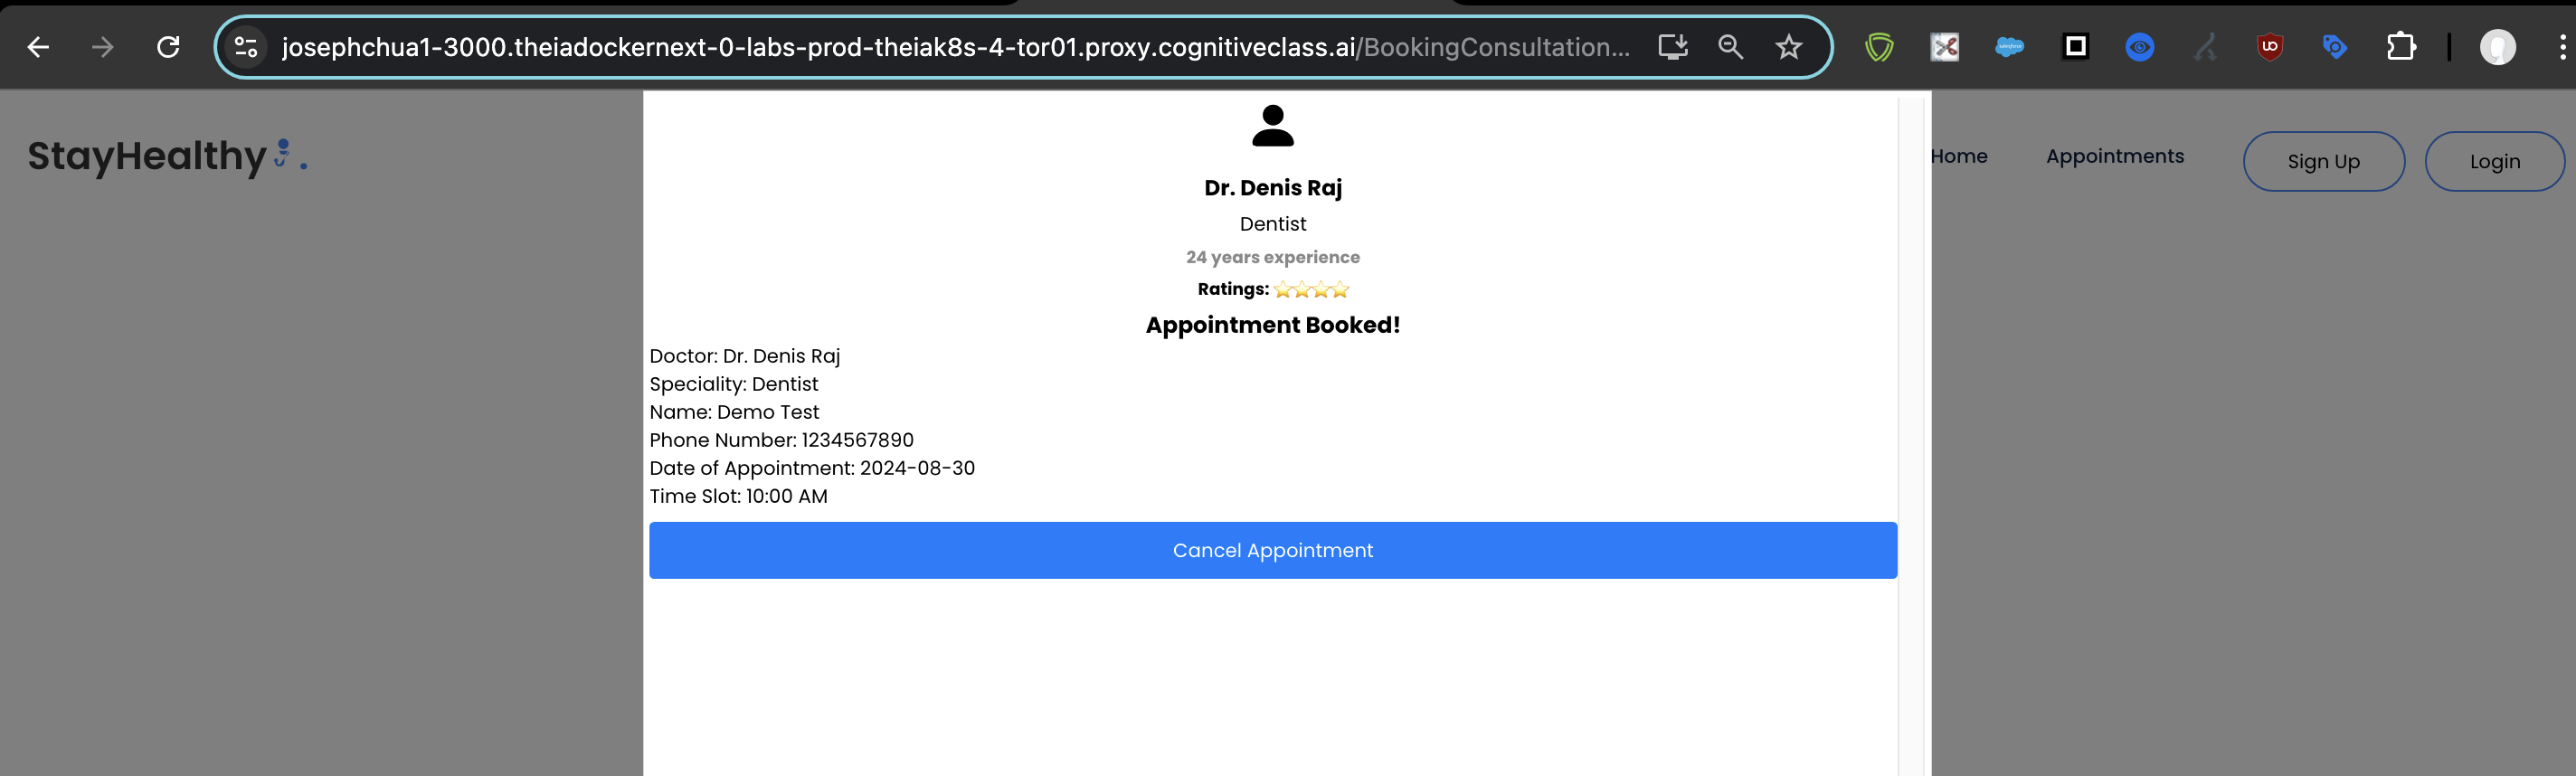 josephchua1-3000.theiadockernext-0-labs-prod-theiak8s-4-tor01.proxy.cognitiveclass.ai/BookingConsultation...
StayHealthy.
Home
Appointments
Sign Up
Login
Dr. Denis Raj
Dentist
24 years experience
Ratings: ⭐⭐⭐⭐
Appointment Booked!
Doctor: Dr. Denis Raj
Speciality: Dentist
Name: Demo Test
Phone Number: 1234567890
Date of Appointment: 2024-08-30
Time Slot: 10:00 AM
Cancel Appointment